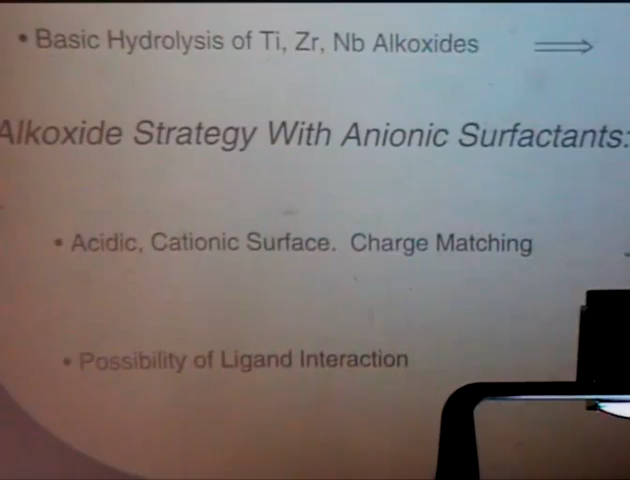 • Basic Hydrolysis of Ti, Zr, Nb Alkoxides ⟹
Alkoxide Strategy With Anionic Surfactants:
• Acidic, Cationic Surface. Charge Matching
• Possibility of Ligand Interaction